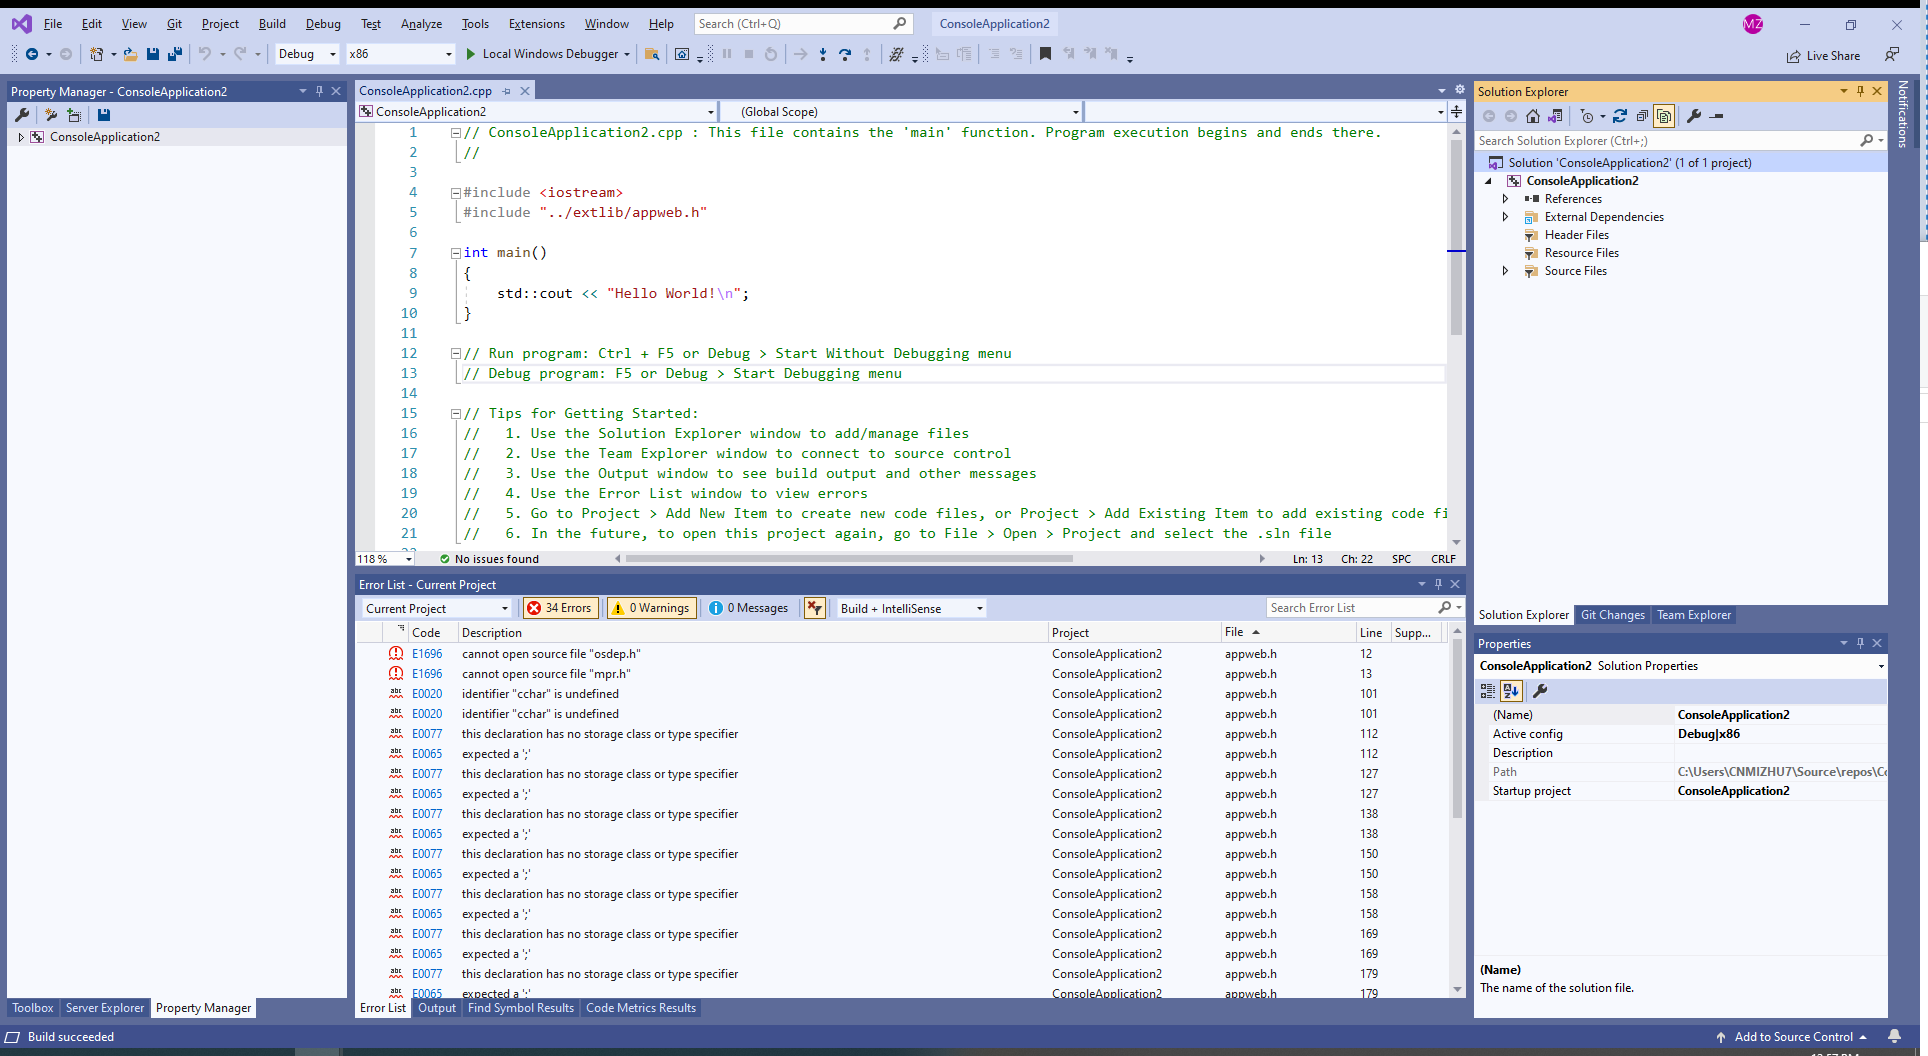 File Edit View Git Project Build Debug Test Analyze Tools Extensions Window Help Search (Ctrl+Q) ConsoleApplication2 MZ
Debug x86 Local Windows Debugger Live Share
Property Manager - ConsoleApplication2
ConsoleApplication2
ConsoleApplication2.cpp
ConsoleApplication2 (Global Scope)
1 // ConsoleApplication2.cpp : This file contains the 'main' function. Program execution begins and ends there.
2 //
3
4 #include <iostream>
5 #include "../extlib/appweb.h"
6
7 int main()
8 {
9 std::cout << "Hello World!\n";
10 }
11
12 // Run program: Ctrl + F5 or Debug > Start Without Debugging menu
13 // Debug program: F5 or Debug > Start Debugging menu
14
15 // Tips for Getting Started:
16 // 1. Use the Solution Explorer window to add/manage files
17 // 2. Use the Team Explorer window to connect to source control
18 // 3. Use the Output window to see build output and other messages
19 // 4. Use the Error List window to view errors
20 // 5. Go to Project > Add New Item to create new code files, or Project > Add Existing Item to add existing code fi
21 // 6. In the future, to open this project again, go to File > Open > Project and select the .sln file
118 % No issues found Ln: 13 Ch: 22 SPC CRLF
Error List - Current Project
Current Project 34 Errors 0 Warnings 0 Messages Build + IntelliSense Search Error List
Code Description Project File Line Supp...
E1696 cannot open source file "osdep.h" ConsoleApplication2 appweb.h 12
E1696 cannot open source file "mpr.h" ConsoleApplication2 appweb.h 13
abc E0020 identifier "cchar" is undefined ConsoleApplication2 appweb.h 101
abc E0020 identifier "cchar" is undefined ConsoleApplication2 appweb.h 101
abc E0077 this declaration has no storage class or type specifier ConsoleApplication2 appweb.h 112
abc E0065 expected a ';' ConsoleApplication2 appweb.h 112
abc E0077 this declaration has no storage class or type specifier ConsoleApplication2 appweb.h 127
abc E0065 expected a ';' ConsoleApplication2 appweb.h 127
abc E0077 this declaration has no storage class or type specifier ConsoleApplication2 appweb.h 138
abc E0065 expected a ';' ConsoleApplication2 appweb.h 138
abc E0077 this declaration has no storage class or type specifier ConsoleApplication2 appweb.h 150
abc E0065 expected a ';' ConsoleApplication2 appweb.h 150
abc E0077 this declaration has no storage class or type specifier ConsoleApplication2 appweb.h 158
abc E0065 expected a ';' ConsoleApplication2 appweb.h 158
abc E0077 this declaration has no storage class or type specifier ConsoleApplication2 appweb.h 169
abc E0065 expected a ';' ConsoleApplication2 appweb.h 169
abc E0077 this declaration has no storage class or type specifier ConsoleApplication2 appweb.h 179
abc E0065 expected a ';' ConsoleApplication2 appweb.h 179
Toolbox Server Explorer Property Manager
Error List Output Find Symbol Results Code Metrics Results
Solution Explorer
Search Solution Explorer (Ctrl+;)
Solution 'ConsoleApplication2' (1 of 1 project)
ConsoleApplication2
References
External Dependencies
Header Files
Resource Files
Source Files
Solution Explorer Git Changes Team Explorer
Properties
ConsoleApplication2 Solution Properties
(Name) ConsoleApplication2
Active config Debug|x86
Description
Path C:\Users\CNMIZHU7\Source\repos\Co
Startup project ConsoleApplication2
(Name)
The name of the solution file.
Notifications
Build succeeded Add to Source Control